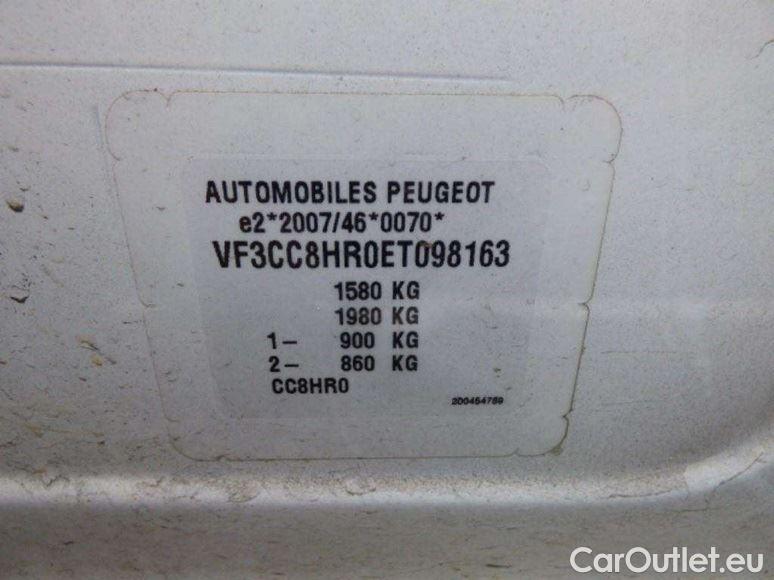 AUTOMOBILES PEUGEOT
e2*2007/46*0070*
VF3CC8HR0ET098163
1580 KG
1980 KG
1- 900 KG
2- 860 KG
CC8HR0
200454789
CarOutlet.eu